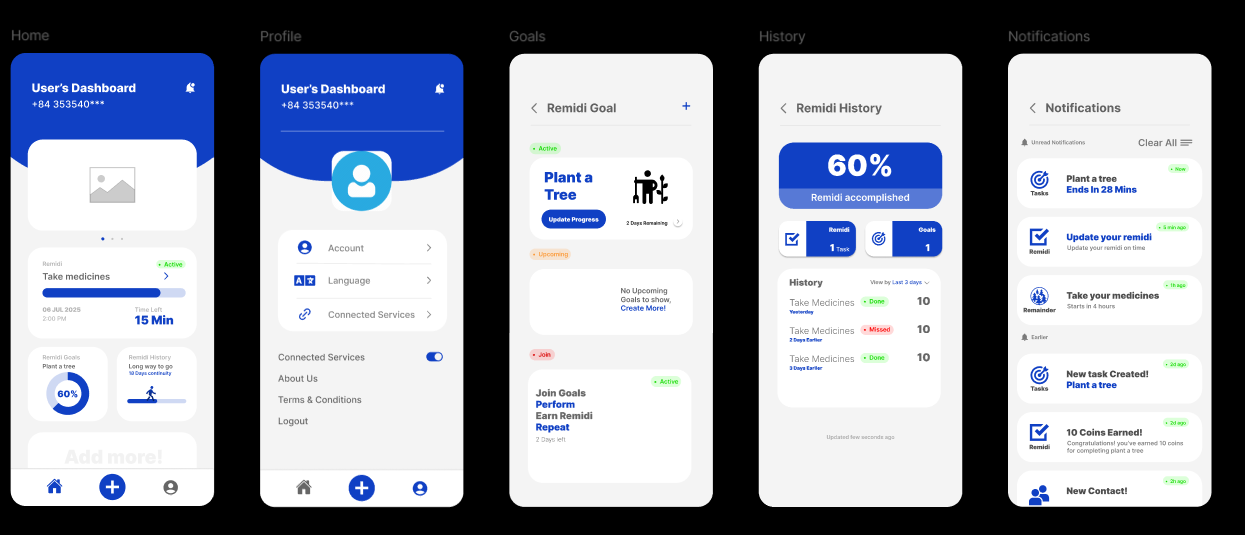 Home
User's Dashboard
+84 353540***
Remidi
Active
Take medicines
06 JUL 2025
2:00 PM
Time Left
15 Min
Remidi Goals
Plant a tree
60%
Remidi History
Long way to go
18 Days continuity
Add more!
Profile
User's Dashboard
+84 353540***
Account
Language
Connected Services
Connected Services
About Us
Terms & Conditions
Logout
Goals
Remidi Goal
Active
Plant a
Tree
Update Progress
2 Days Remaining
Upcoming
No Upcoming
Goals to show,
Create More!
Join
Active
Join Goals
Perform
Earn Remidi
Repeat
2 Days left
History
Remidi History
60%
Remidi accomplished
Remidi
1 Task
Goals
1
History
View by Last 3 days
Take Medicines Done 10
Yesterday
Take Medicines Missed 10
2 Days Earlier
Take Medicines Done 10
3 Days Earlier
Updated few seconds ago
Notifications
Notifications
Unread Notifications
Clear All
Now
Plant a tree
Ends In 28 Mins
Tasks
5 min ago
Update your remidi
Update your remidi on time
Remidi
1h ago
Take your medicines
Starts in 4 hours
Remainder
Earlier
2d ago
New task Created!
Plant a tree
Tasks
2d ago
10 Coins Earned!
Congratulations! you've earned 10 coins
for completing plant a tree
Remidi
2h ago
New Contact!